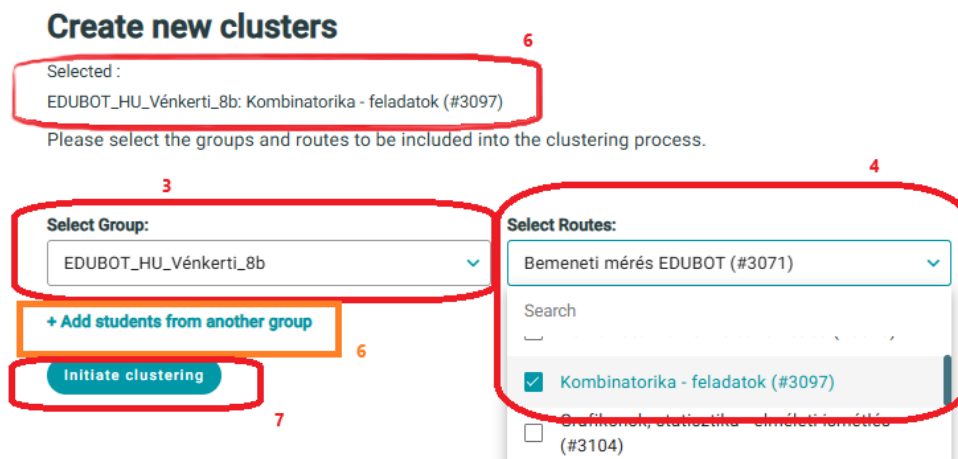 Create new clusters
6
Selected :
EDUBOT_HU_Vénkerti_8b: Kombinatorika - feladatok (#3097)
Please select the groups and routes to be included into the clustering process.
3
4
Select Group:
Select Routes:
EDUBOT_HU_Vénkerti_8b
Bemeneti mérés EDUBOT (#3071)
+ Add students from another group
Search
6
Initiate clustering
Kombinatorika - feladatok (#3097)
7
Grafikonok, statisztika - elméleti ismétlés
(#3104)